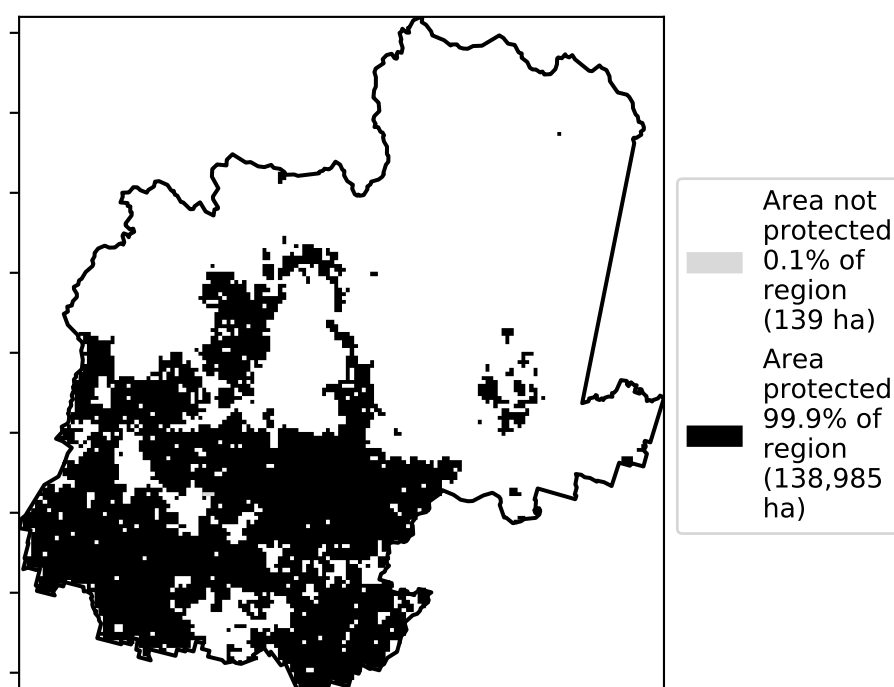 Area not
protected
0.1% of
region
(139 ha)
Area
protected
99.9% of
region
(138,985
ha)